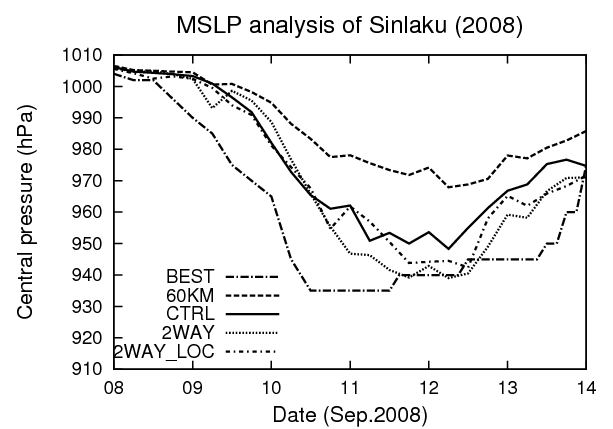 MSLP analysis of Sinlaku (2008)
1010
1000
990
980
970
960
950
940
930
920
910
Central pressure (hPa)
BEST
60KM
CTRL
2WAY
2WAY_LOC
08 09 10 11 12 13 14
Date (Sep.2008)